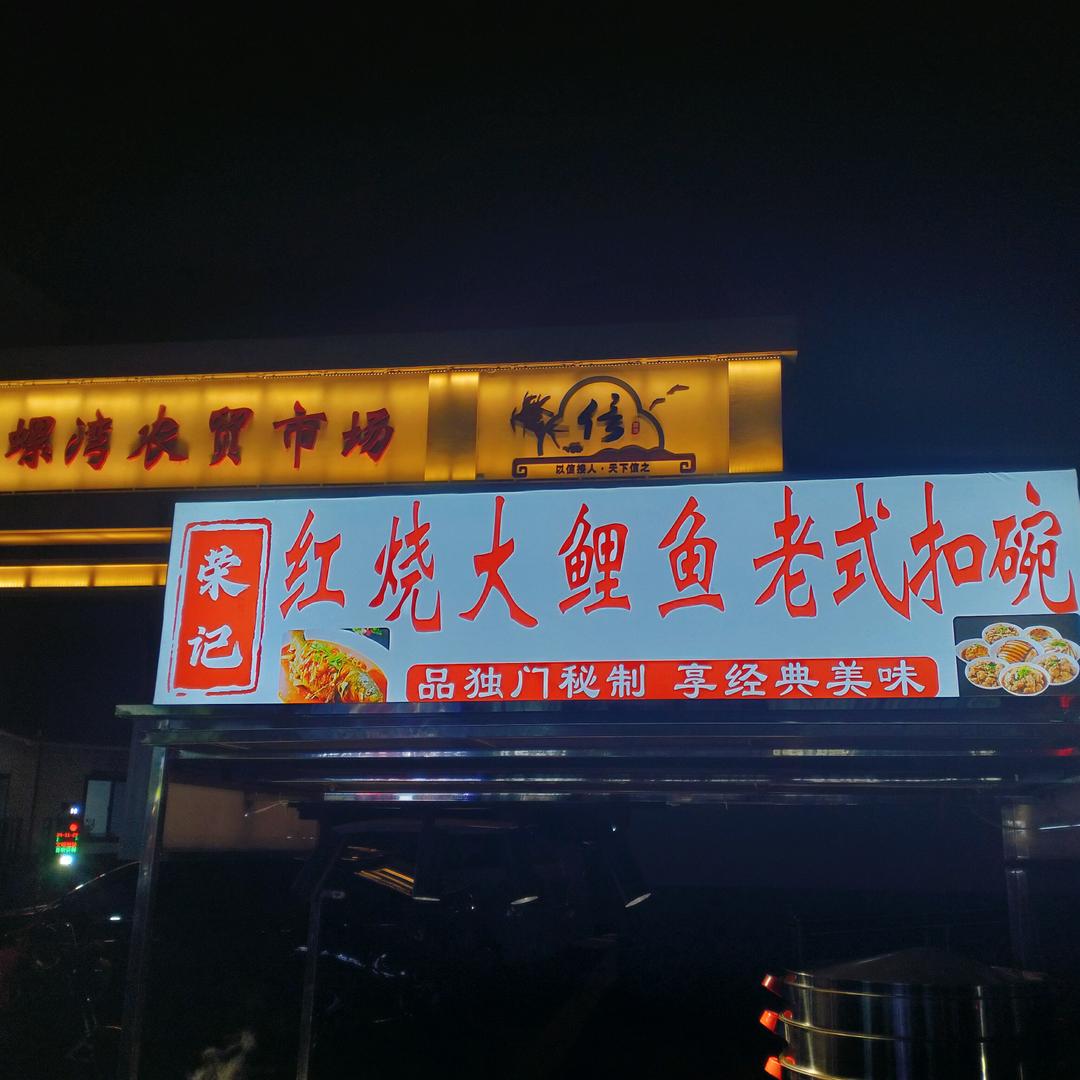 螺湾农贸市场
信
以信接人·天下信之
荣记
红烧大鲤鱼老式扣碗
品独门秘制 享经典美味